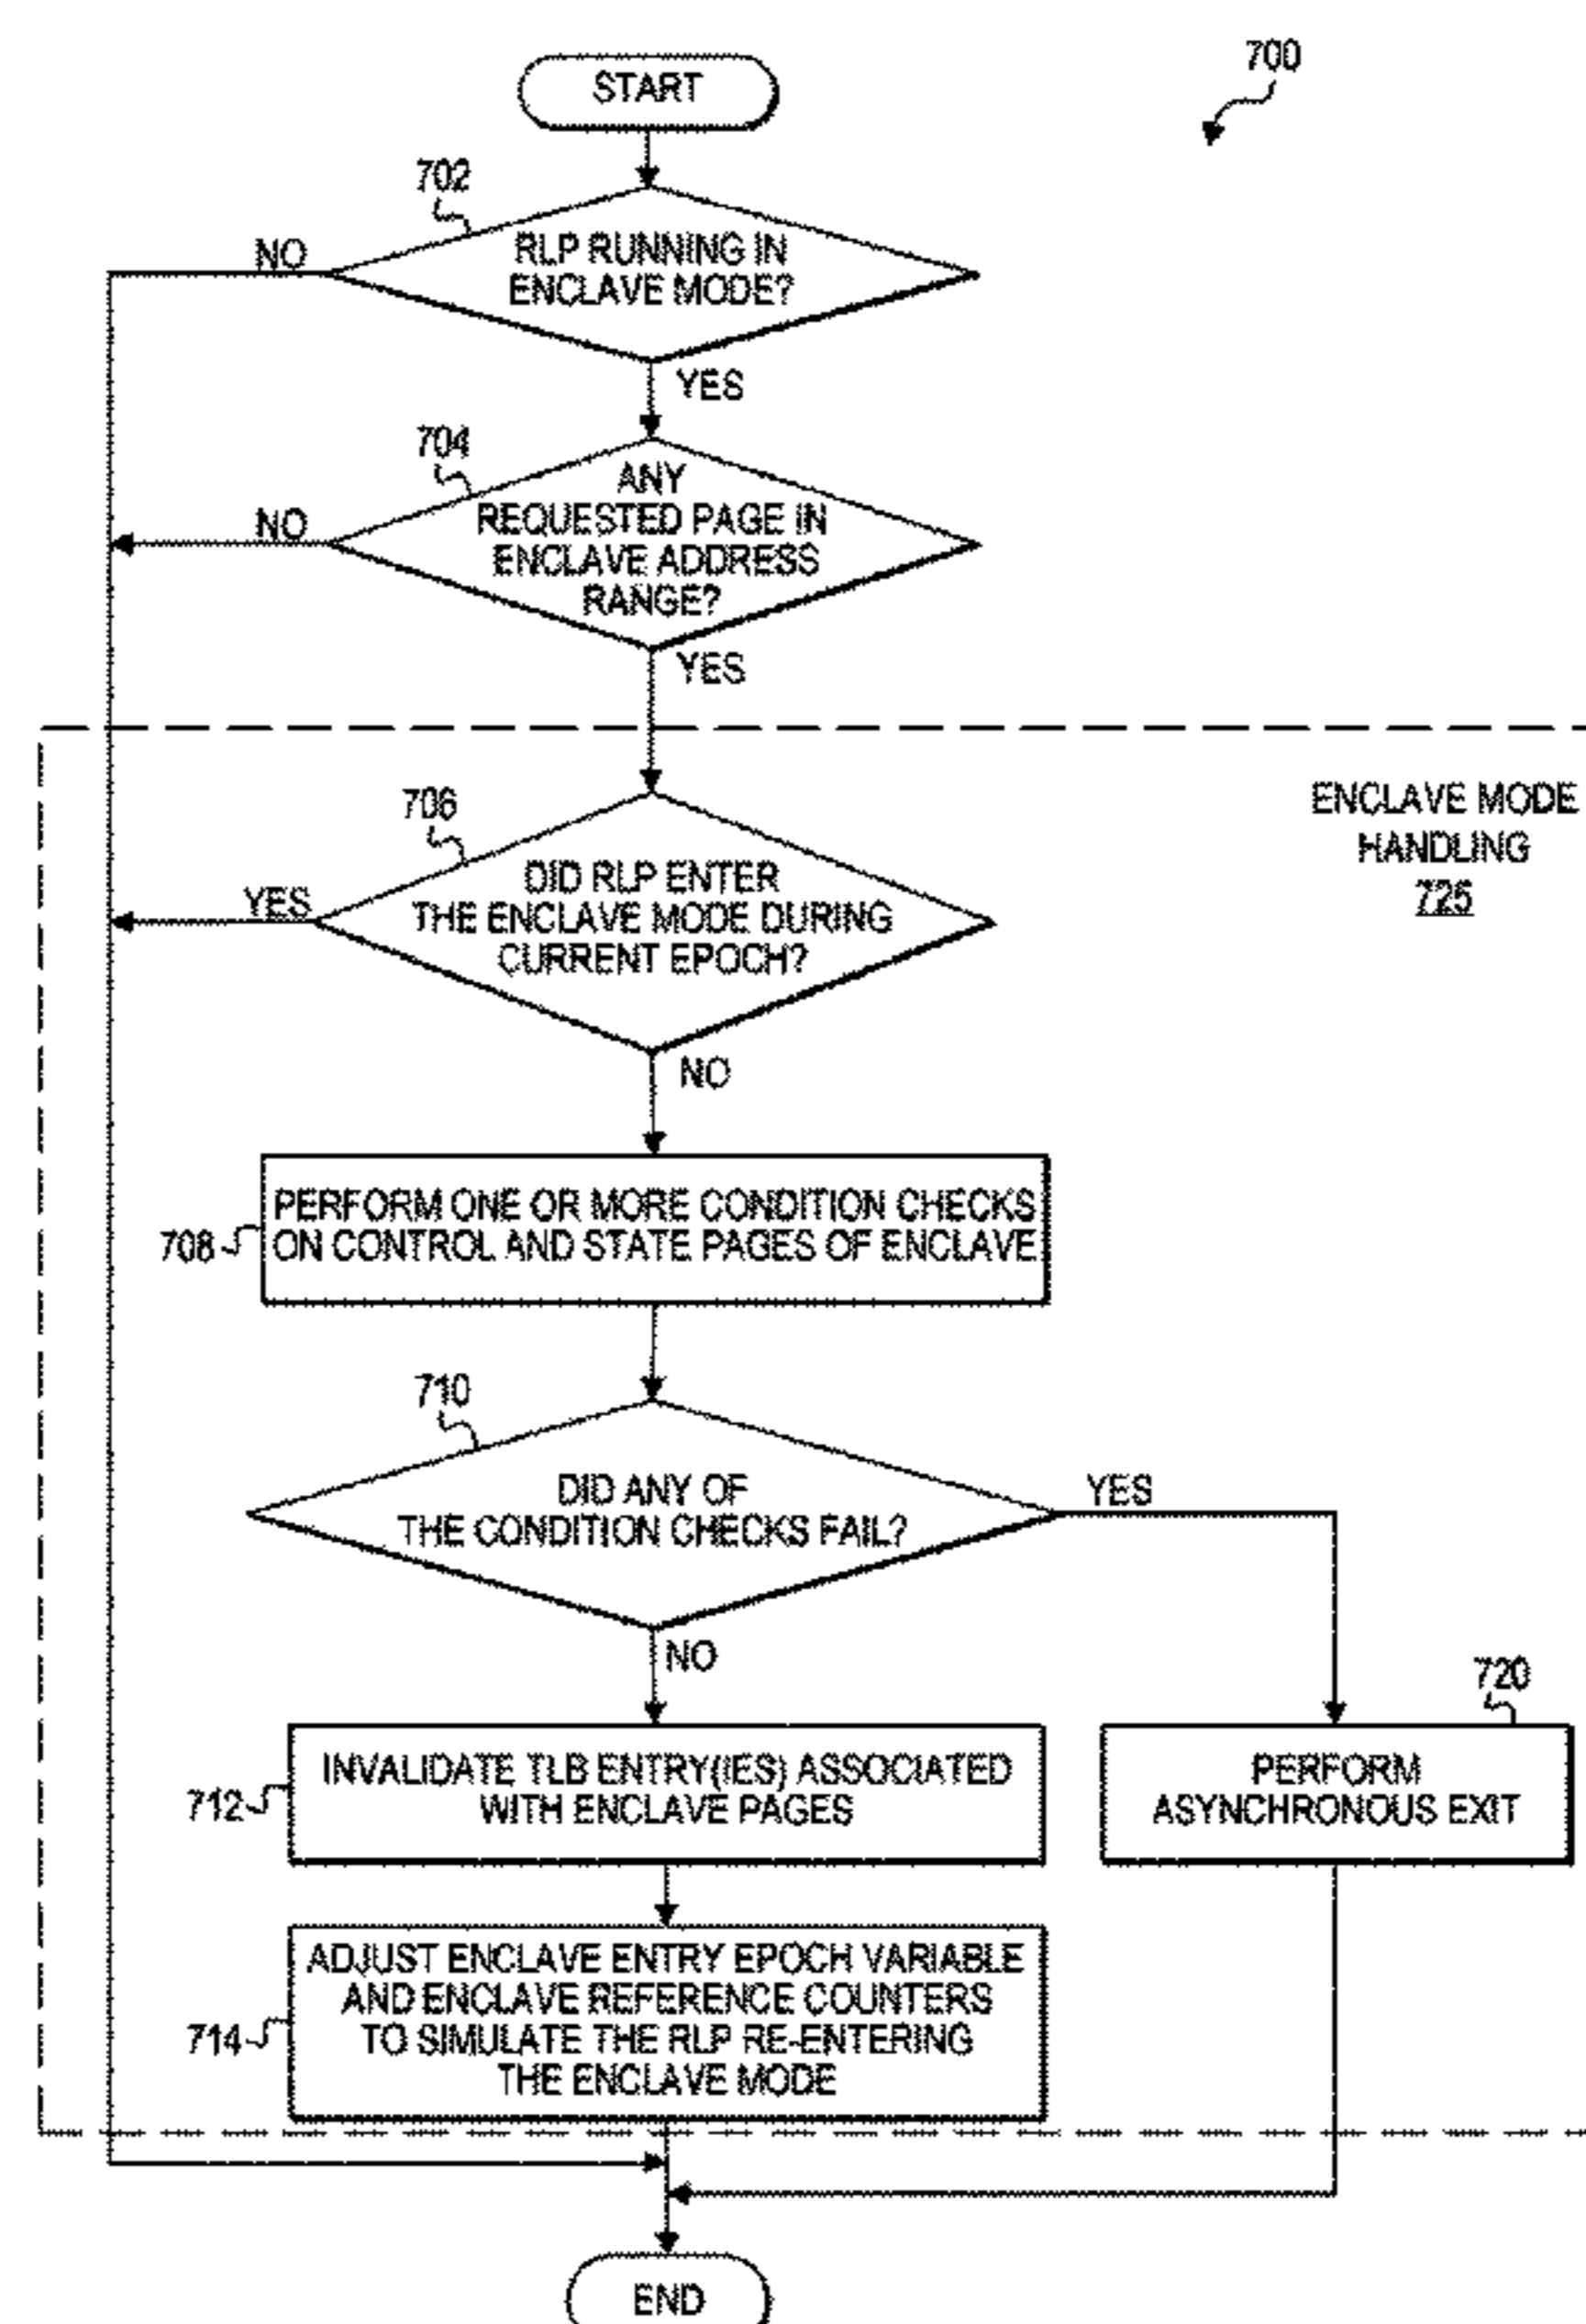 START
700
702
NO
RLP RUNNING IN
ENCLAVE MODE?
YES
704
NO
ANY
REQUESTED PAGE IN
ENCLAVE ADDRESS
RANGE?
YES
ENCLAVE MODE
HANDLING
725
706
YES
DID RLP ENTER
THE ENCLAVE MODE DURING
CURRENT EPOCH?
NO
708
PERFORM ONE OR MORE CONDITION CHECKS
ON CONTROL AND STATE PAGES OF ENCLAVE
710
DID ANY OF
THE CONDITION CHECKS FAIL?
YES
NO
712
INVALIDATE TLB ENTRY(IES) ASSOCIATED
WITH ENCLAVE PAGES
720
PERFORM
ASYNCHRONOUS EXIT
714
ADJUST ENCLAVE ENTRY EPOCH VARIABLE
AND ENCLAVE REFERENCE COUNTERS
TO SIMULATE THE RLP RE-ENTERING
THE ENCLAVE MODE
END